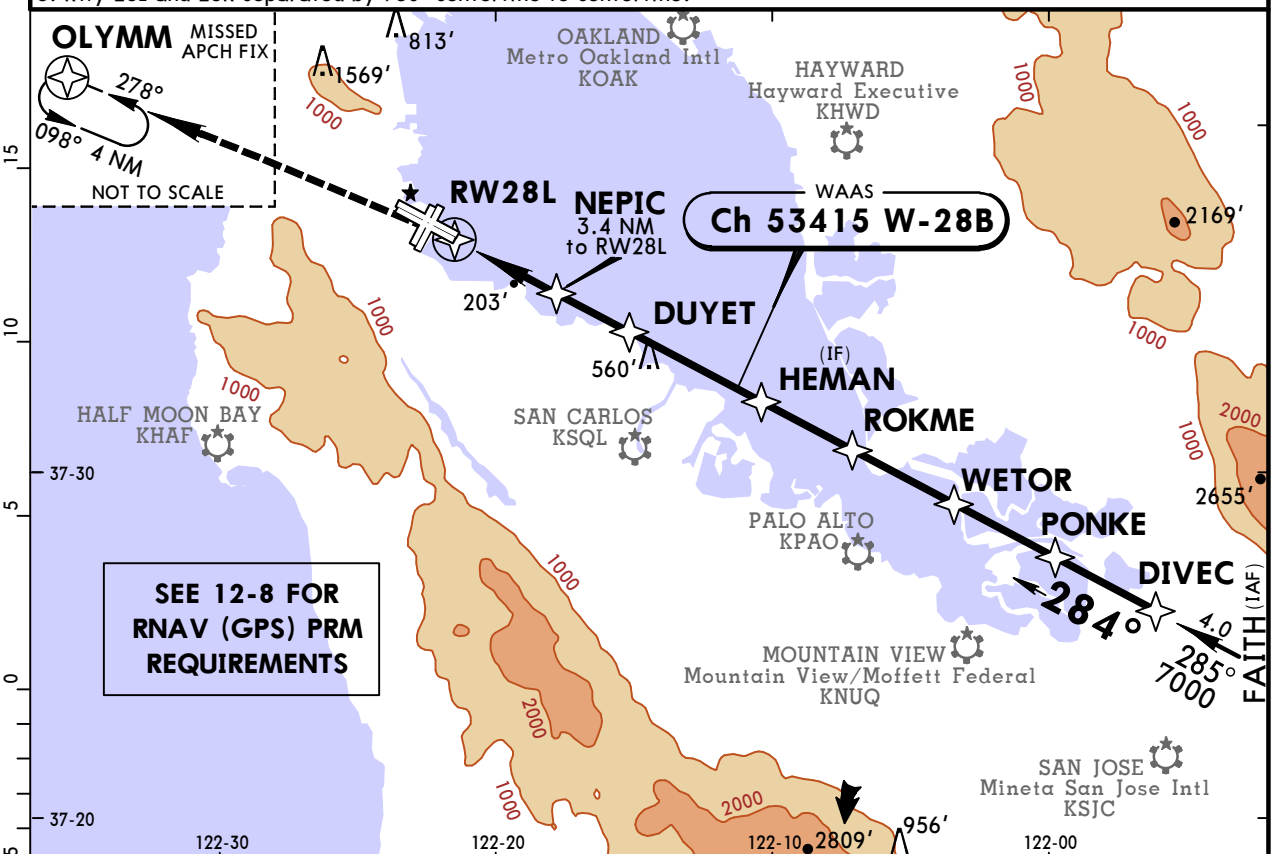 OLYMM
MISSED
APCH FIX
278°
098° 4 NM
NOT TO SCALE
813'
1569'
1000
OAKLAND
Metro Oakland Intl
KOAK
HAYWARD
Hayward Executive
KHWD
1000
1000
2169'
1000
15
RW28L
NEPIC
3.4 NM
to RW28L
WAAS
Ch 53415 W-28B
203'
DUYET
560'
(IF)
HEMAN
ROKME
WETOR
PONKE
DIVEC
10
1000
1000
HALF MOON BAY
KHAF
SAN CARLOS
KSQL
2000
1000
2655'
37-30
5
PALO ALTO
KPAO
284°
4.0
285°
7000
FAITH (IAF)
SEE 12-8 FOR
RNAV (GPS) PRM
REQUIREMENTS
1000
MOUNTAIN VIEW
Mountain View/Moffett Federal
KNUQ
0
2000
SAN JOSE
Mineta San Jose Intl
KSJC
1000
2000
37-20
956'
2809'
5
122-30
122-20
122-10
122-00